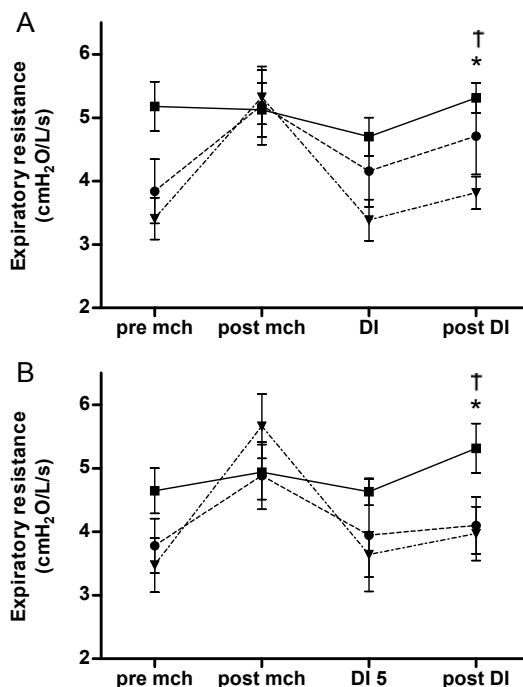 A
Expiratory resistance
(cmH₂O/L/s)
6
5
4
3
2
†
*
pre mch post mch DI post DI
B
Expiratory resistance
(cmH₂O/L/s)
6
5
4
3
2
†
*
pre mch post mch DI 5 post DI